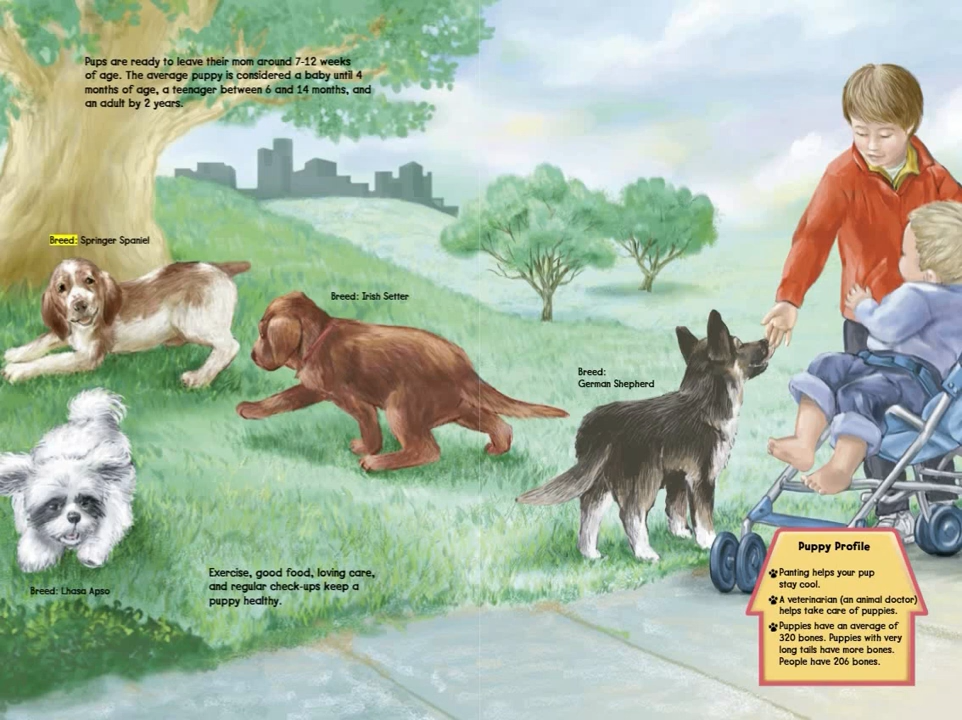 Pups are ready to leave their mom around 7-12 weeks
of age. The average puppy is considered a baby until 4
months of age, a teenager between 6 and 14 months, and
an adult by 2 years.
Breed: Springer Spaniel
Breed: Irish Setter
Breed:
German Shepherd
Breed: Lhasa Apso
Exercise, good food, loving care,
and regular check-ups keep a
puppy healthy.
Puppy Profile
Panting helps your pup
stay cool.
A veterinarian (an animal doctor)
helps take care of puppies.
Puppies have an average of
320 bones. Puppies with very
long tails have more bones.
People have 206 bones.